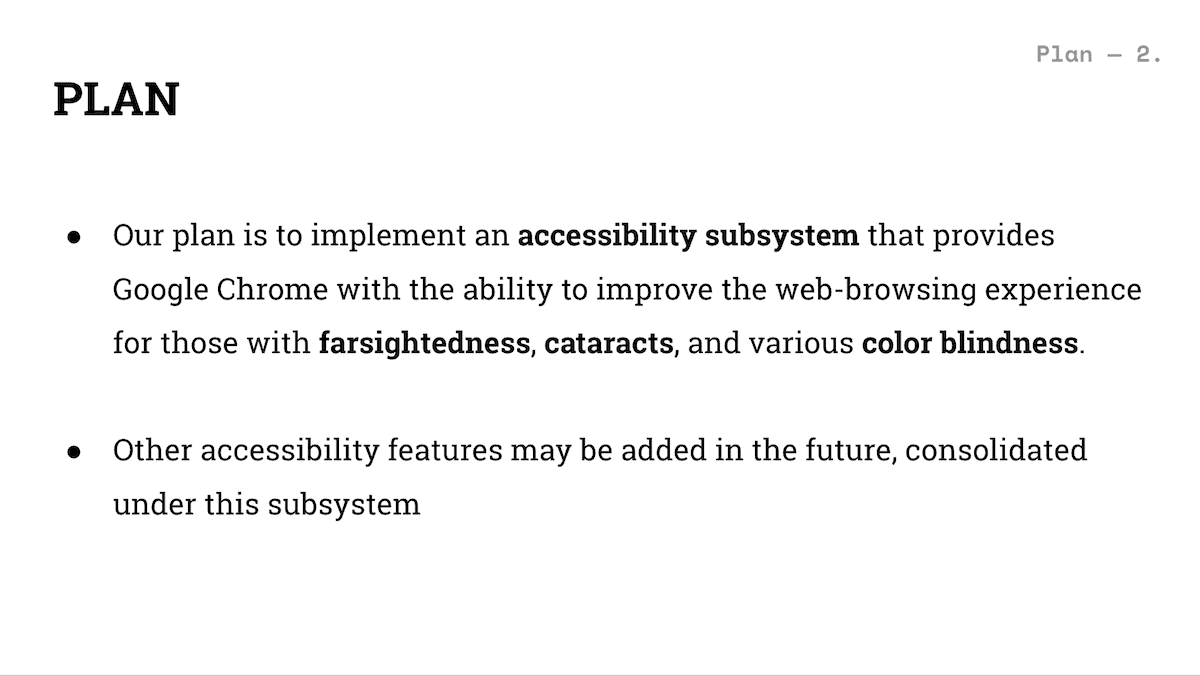 Plan — 2.
PLAN
● Our plan is to implement an accessibility subsystem that provides
Google Chrome with the ability to improve the web-browsing experience
for those with farsightedness, cataracts, and various color blindness.
● Other accessibility features may be added in the future, consolidated
under this subsystem